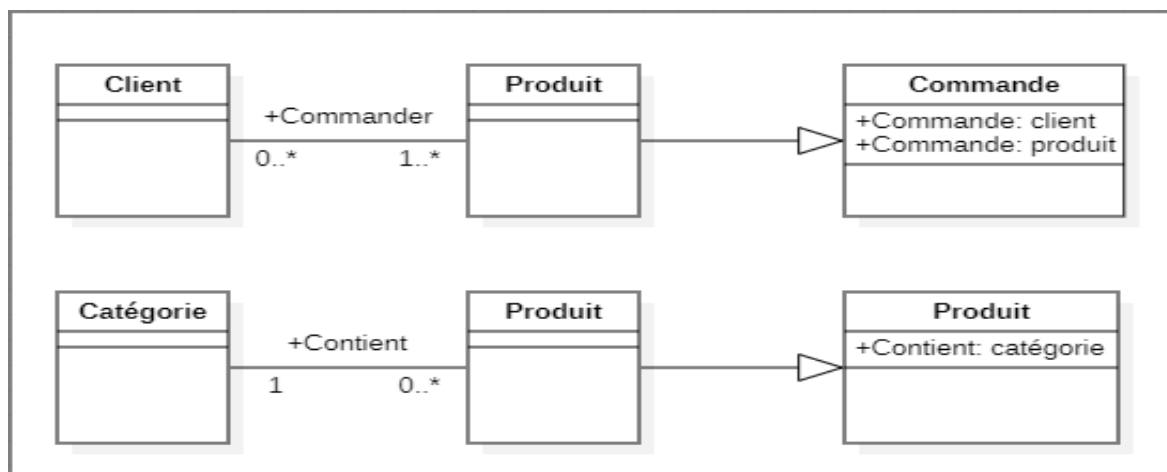 Client
+Commander
0..*
1..*
Produit
Commande
+Commande: client
+Commande: produit
Catégorie
+Contient
1
0..*
Produit
Produit
+Contient: catégorie